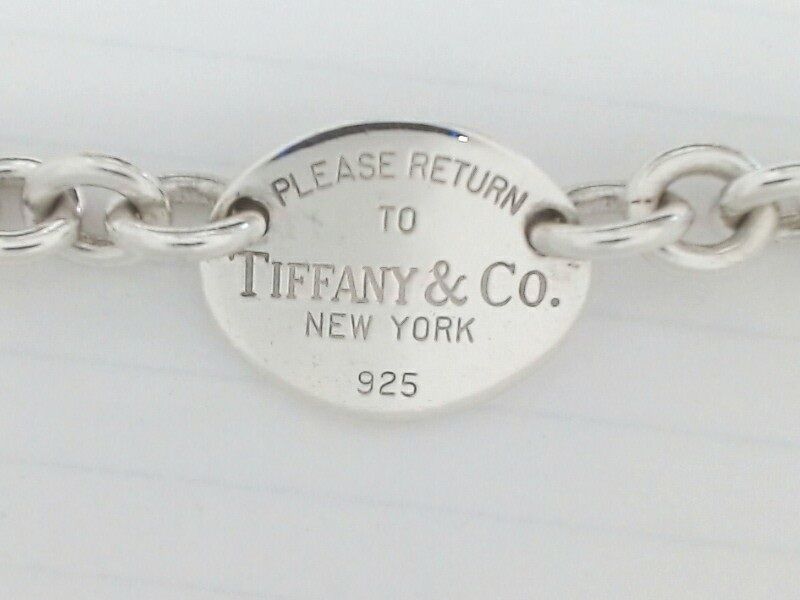 PLEASE RETURN
TO
TIFFANY & CO.
NEW YORK
925